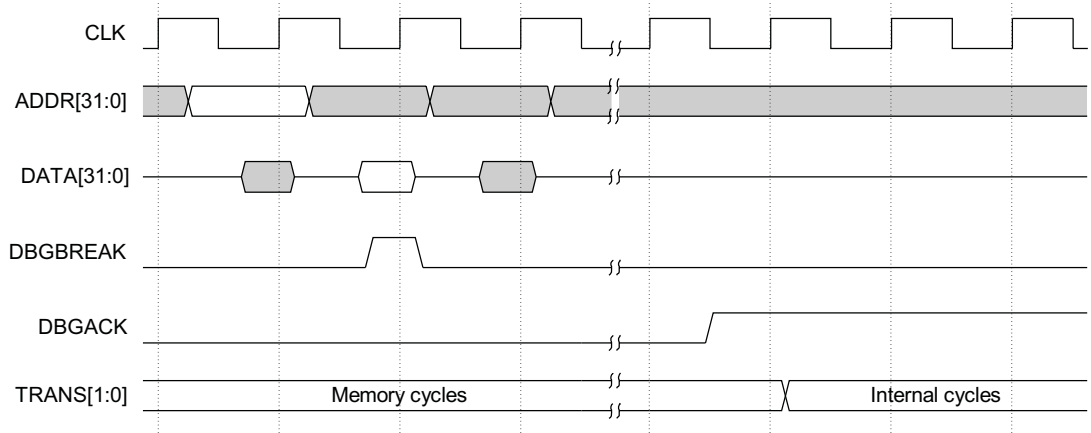 CLK
ADDR[31:0]
DATA[31:0]
DBGBREAK
DBGACK
TRANS[1:0] Memory cycles Internal cycles